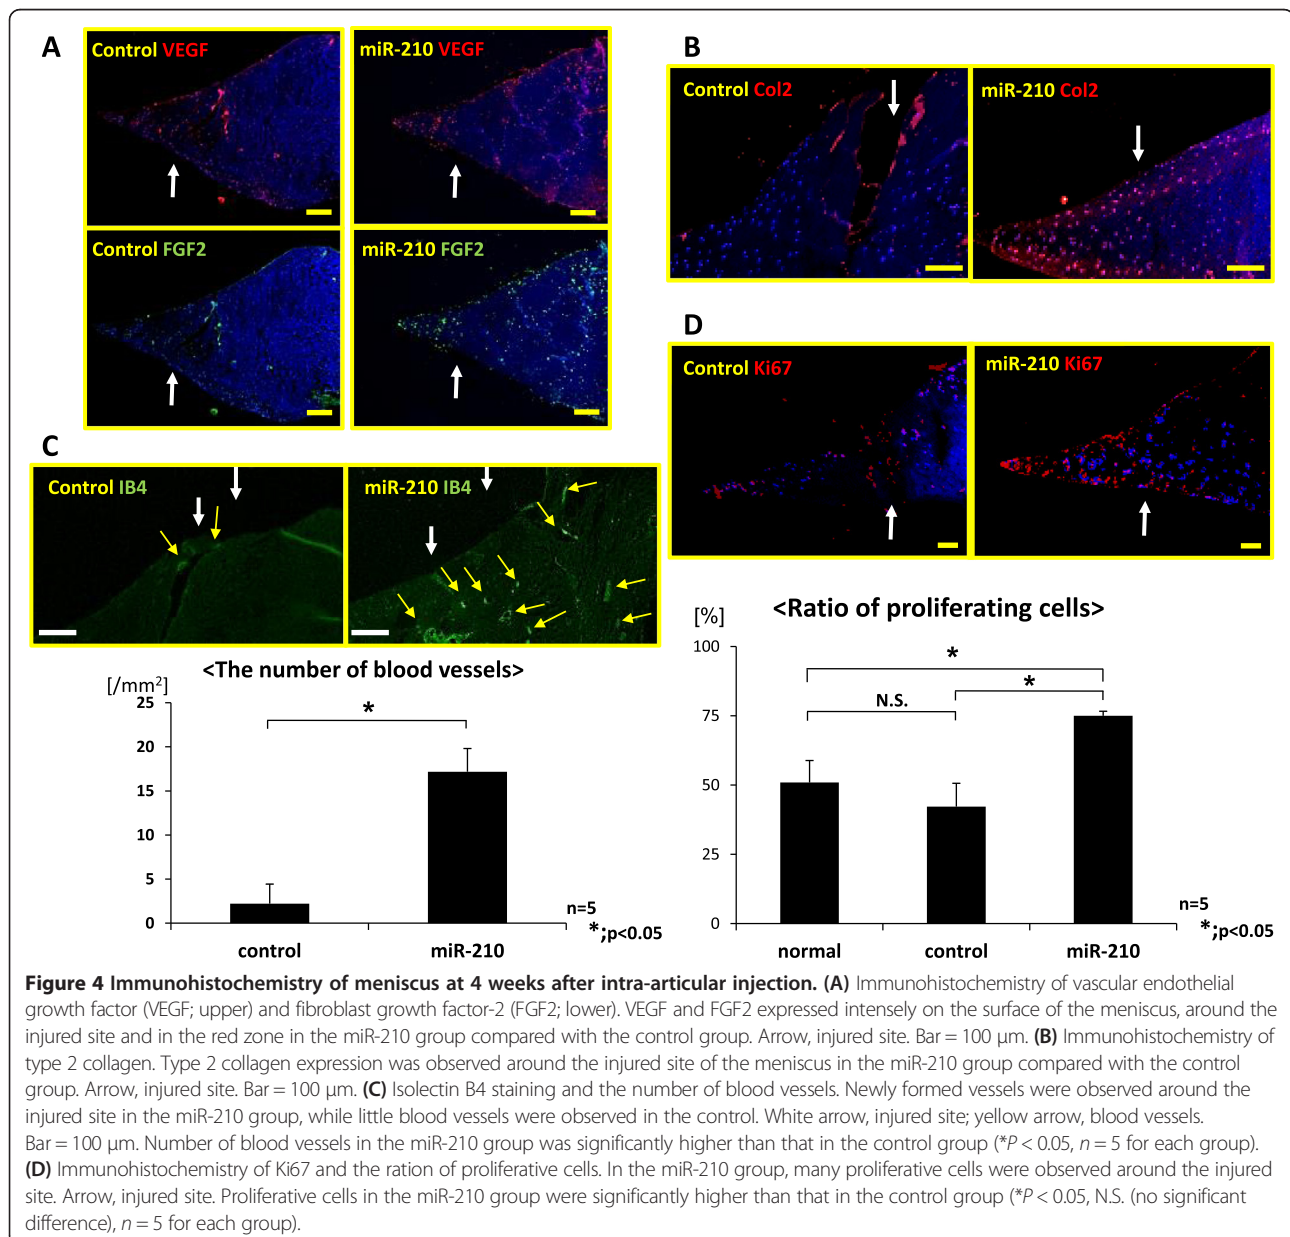 A
Control VEGF
miR-210 VEGF
Control FGF2
miR-210 FGF2
B
Control Col2
miR-210 Col2
C
Control IB4
miR-210 IB4
<The number of blood vessels>
[/mm²]
25
20
15
10
5
0
*
control
miR-210
n=5
*;p<0.05
D
Control Ki67
miR-210 Ki67
<Ratio of proliferating cells>
[%]
100
75
50
25
0
*
*
N.S.
normal
control
miR-210
n=5
*;p<0.05
Figure 4 Immunohistochemistry of meniscus at 4 weeks after intra-articular injection. (A) Immunohistochemistry of vascular endothelial
growth factor (VEGF; upper) and fibroblast growth factor-2 (FGF2; lower). VEGF and FGF2 expressed intensely on the surface of the meniscus, around the
injured site and in the red zone in the miR-210 group compared with the control group. Arrow, injured site. Bar = 100 μm. (B) Immunohistochemistry of
type 2 collagen. Type 2 collagen expression was observed around the injured site of the meniscus in the miR-210 group compared with the control
group. Arrow, injured site. Bar = 100 μm. (C) Isolectin B4 staining and the number of blood vessels. Newly formed vessels were observed around the
injured site in the miR-210 group, while little blood vessels were observed in the control. White arrow, injured site; yellow arrow, blood vessels.
Bar = 100 μm. Number of blood vessels in the miR-210 group was significantly higher than that in the control group (*P < 0.05, n = 5 for each group).
(D) Immunohistochemistry of Ki67 and the ration of proliferative cells. In the miR-210 group, many proliferative cells were observed around the injured
site. Arrow, injured site. Proliferative cells in the miR-210 group were significantly higher than that in the control group (*P < 0.05, N.S. (no significant
difference), n = 5 for each group).